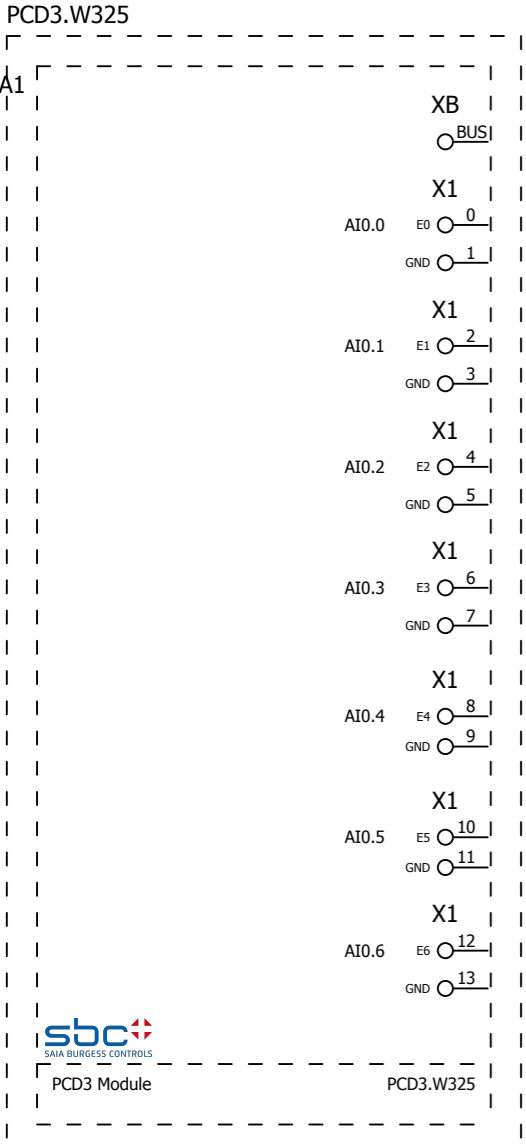 PCD3.W325
A1
XB
BUS
X1
AI0.0 E0 0
GND 1
X1
AI0.1 E1 2
GND 3
X1
AI0.2 E2 4
GND 5
X1
AI0.3 E3 6
GND 7
X1
AI0.4 E4 8
GND 9
X1
AI0.5 E5 10
GND 11
X1
AI0.6 E6 12
GND 13
sbc
SAIA BURGESS CONTROLS
PCD3 Module PCD3.W325